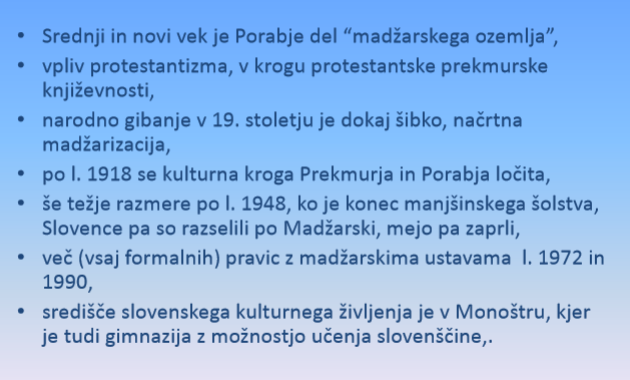 • Srednji in novi vek je Porabje del “madžarskega ozemlja”,
• vpliv protestantizma, v krogu protestantske prekmurske
književnosti,
• narodno gibanje v 19. stoletju je dokaj šibko, načrtna
madžarizacija,
• po l. 1918 se kulturna kroga Prekmurja in Porabja ločita,
• še težje razmere po l. 1948, ko je konec manjšinskega šolstva,
Slovence pa so razselili po Madžarski, mejo pa zaprli,
• več (vsaj formalnih) pravic z madžarskima ustavama  l. 1972 in
1990,
• središče slovenskega kulturnega življenja je v Monoštru, kjer
je tudi gimnazija z možnostjo učenja slovenščine,.